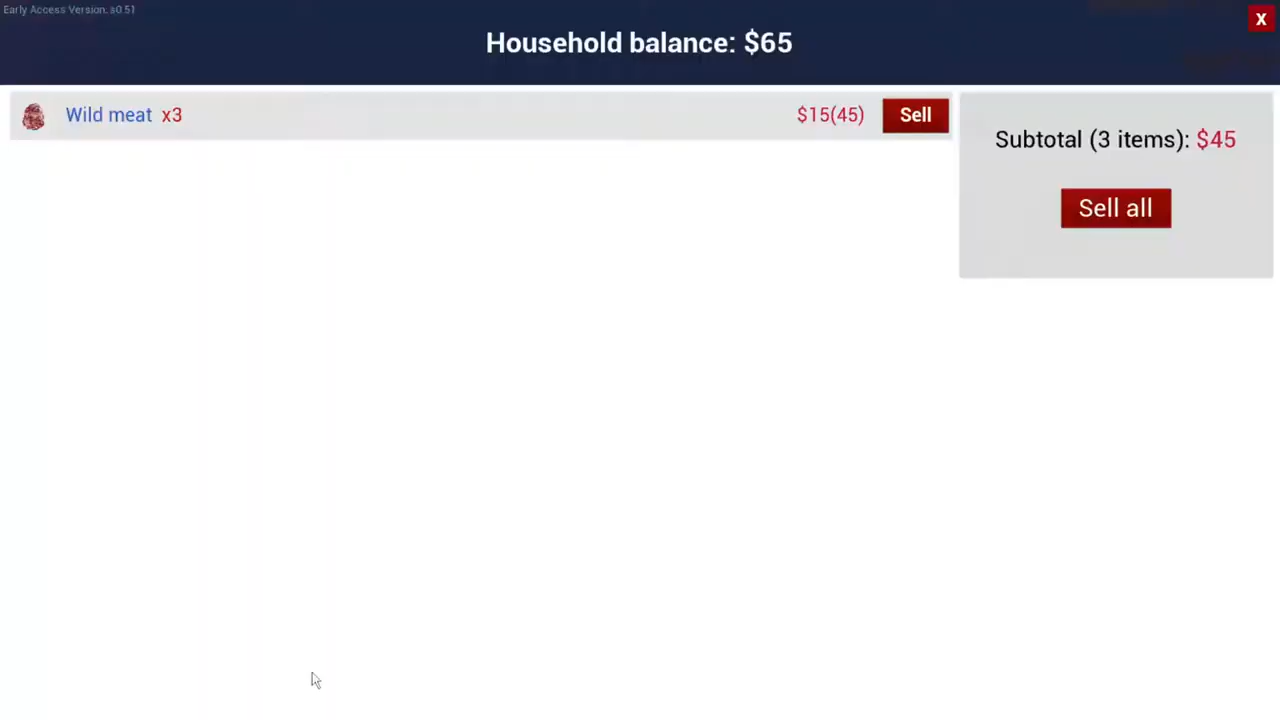 Early Access Version: a0.51
X
Household balance: $65
Wild meat x3 $15(45) Sell
Subtotal (3 items): $45
Sell all